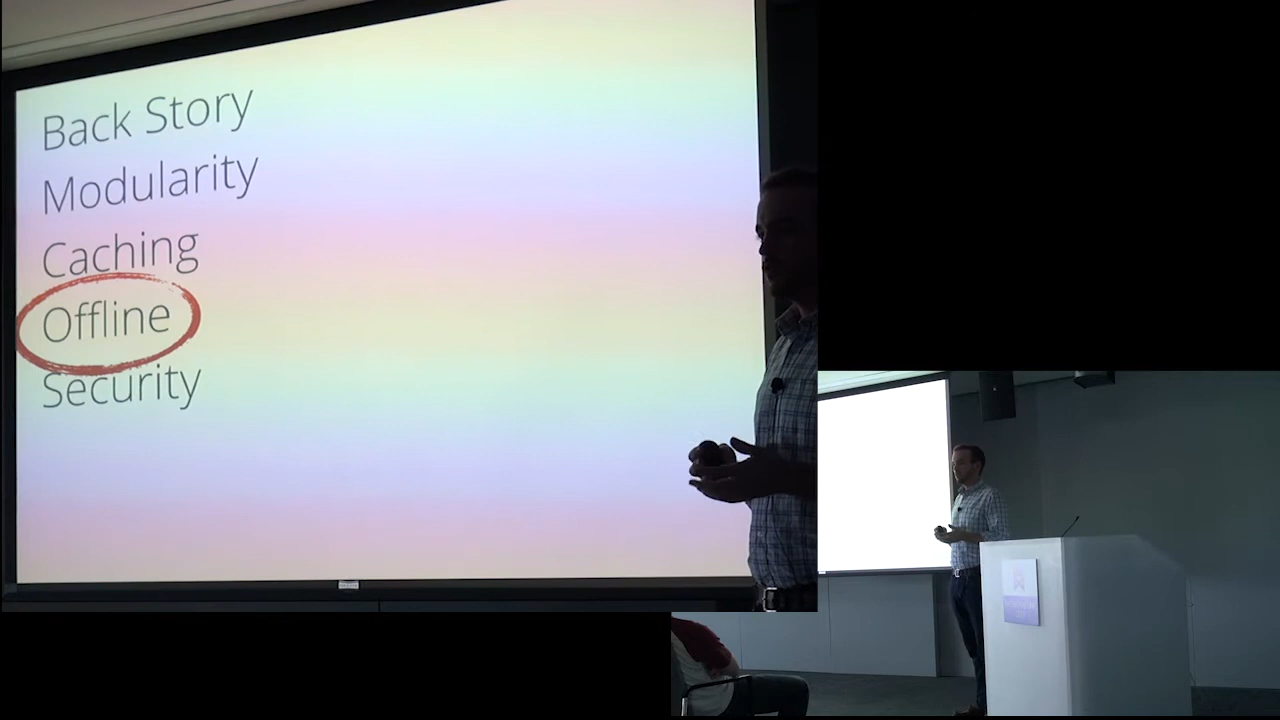 Back Story
Modularity
Caching
Offline
Security